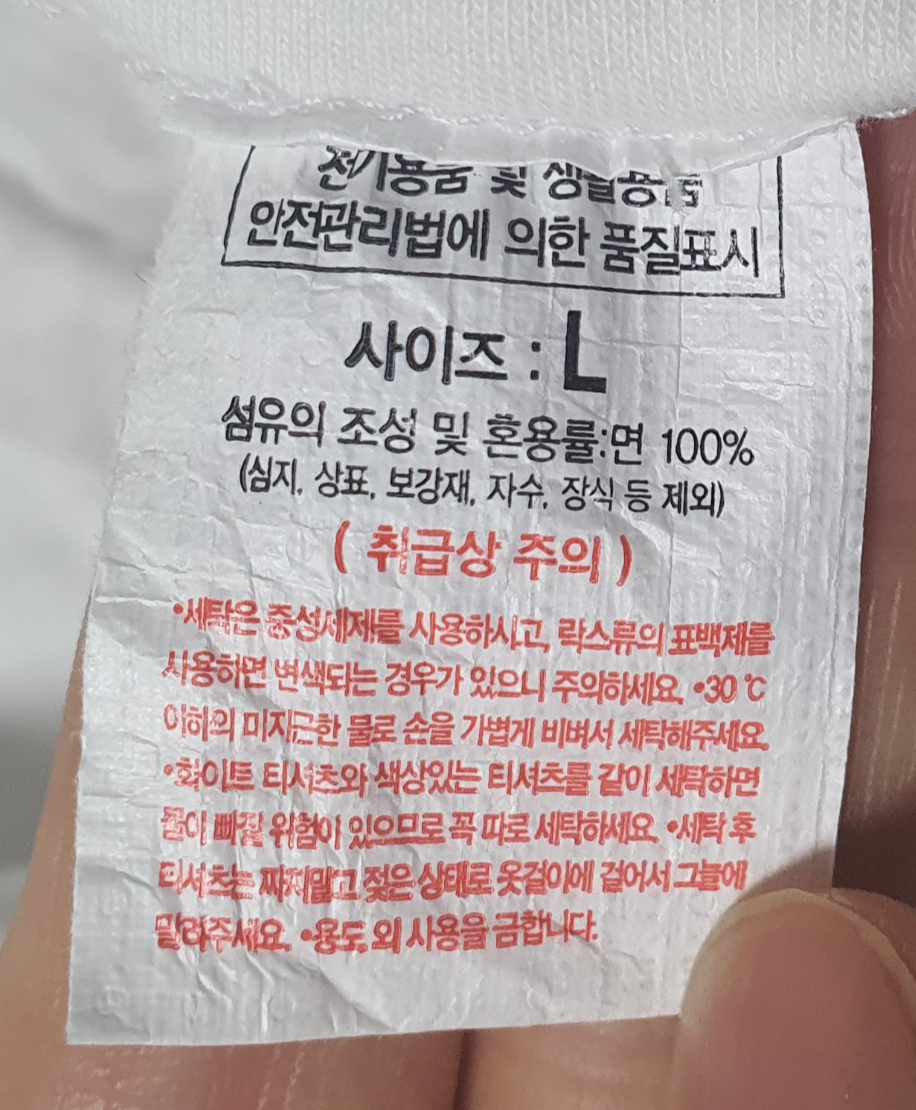 전기용품 및 생활용품
안전관리법에 의한 품질표시
사이즈 : L
섬유의 조성 및 혼용률:면 100%
(심지, 상표, 보강재, 자수, 장식 등 제외)
( 취급상 주의 )
•세탁은 중성세제를 사용하시고, 락스류의 표백제를
사용하면 변색되는 경우가 있으니 주의하세요. •30℃
이하의 미지근한 물로 손을 가볍게 비벼서 세탁해주세요.
•화이트 티셔츠와 색상있는 티셔츠를 같이 세탁하면
물이 빠질 위험이 있으므로 꼭 따로 세탁하세요. •세탁 후
티셔츠는 짜지말고 젖은 상태로 옷걸이에 걸어서 그늘에
말려주세요. •용도 외 사용을 금합니다.